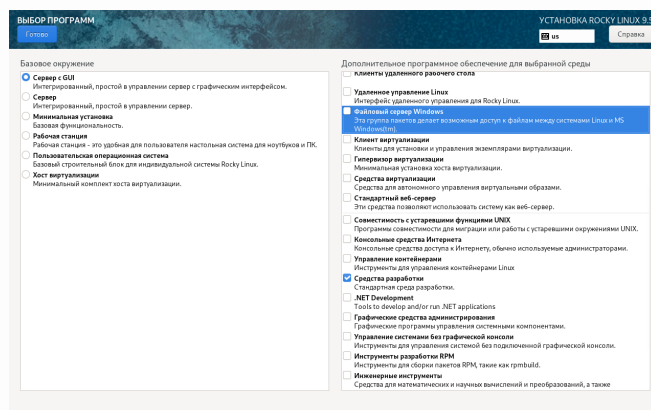 ВЫБОР ПРОГРАММ
УСТАНОВКА ROCKY LINUX 9.5
Готово
us
Справка
Базовое окружение
Сервер с GUI
Интегрированный, простой в управлении сервер с графическим интерфейсом.
Сервер
Интегрированный, простой в управлении сервер.
Минимальная установка
Базовая функциональность.
Рабочая станция
Рабочая станция - это удобная для пользователя настольная система для ноутбуков и ПК.
Пользовательская операционная система
Базовый строительный блок для индивидуальной системы Rocky Linux.
Хост виртуализации
Минимальный комплект хоста виртуализации.
Дополнительное программное обеспечение для выбранной среды
Клиенты удаленного рабочего стола
Удаленное управление Linux
Интерфейс удаленного управления для Rocky Linux.
Файловый сервер Windows
Эта группа пакетов делает возможным доступ к файлам между системами Linux и MS
Windows(tm).
Клиент виртуализации
Клиенты для установки и управления экземплярами виртуализации.
Гипервизор виртуализации
Минимальная установка хоста виртуализации.
Средства виртуализации
Средства для автономного управления виртуальными образами.
Стандартный веб-сервер
Эти средства позволяют использовать систему как веб-сервер.
Совместимость с устаревшими функциями UNIX
Программы совместимости для миграции или работы с устаревшими окружениями UNIX.
Консольные средства Интернета
Консольные средства доступа к Интернету, обычно используемые администраторами.
Управление контейнерами
Инструменты для управления контейнерами Linux
Средства разработки
Стандартная среда разработки.
.NET Development
Tools to develop and/or run .NET applications
Графические средства администрирования
Графические программы управления системными компонентами.
Управление системами без графической консоли
Инструменты для управления системой без подключенной графической консоли.
Инструменты разработки RPM
Инструменты для сборки пакетов RPM, такие как rpmbuild.
Инженерные инструменты
Средства для математических и научных вычислений и преобразований, а также